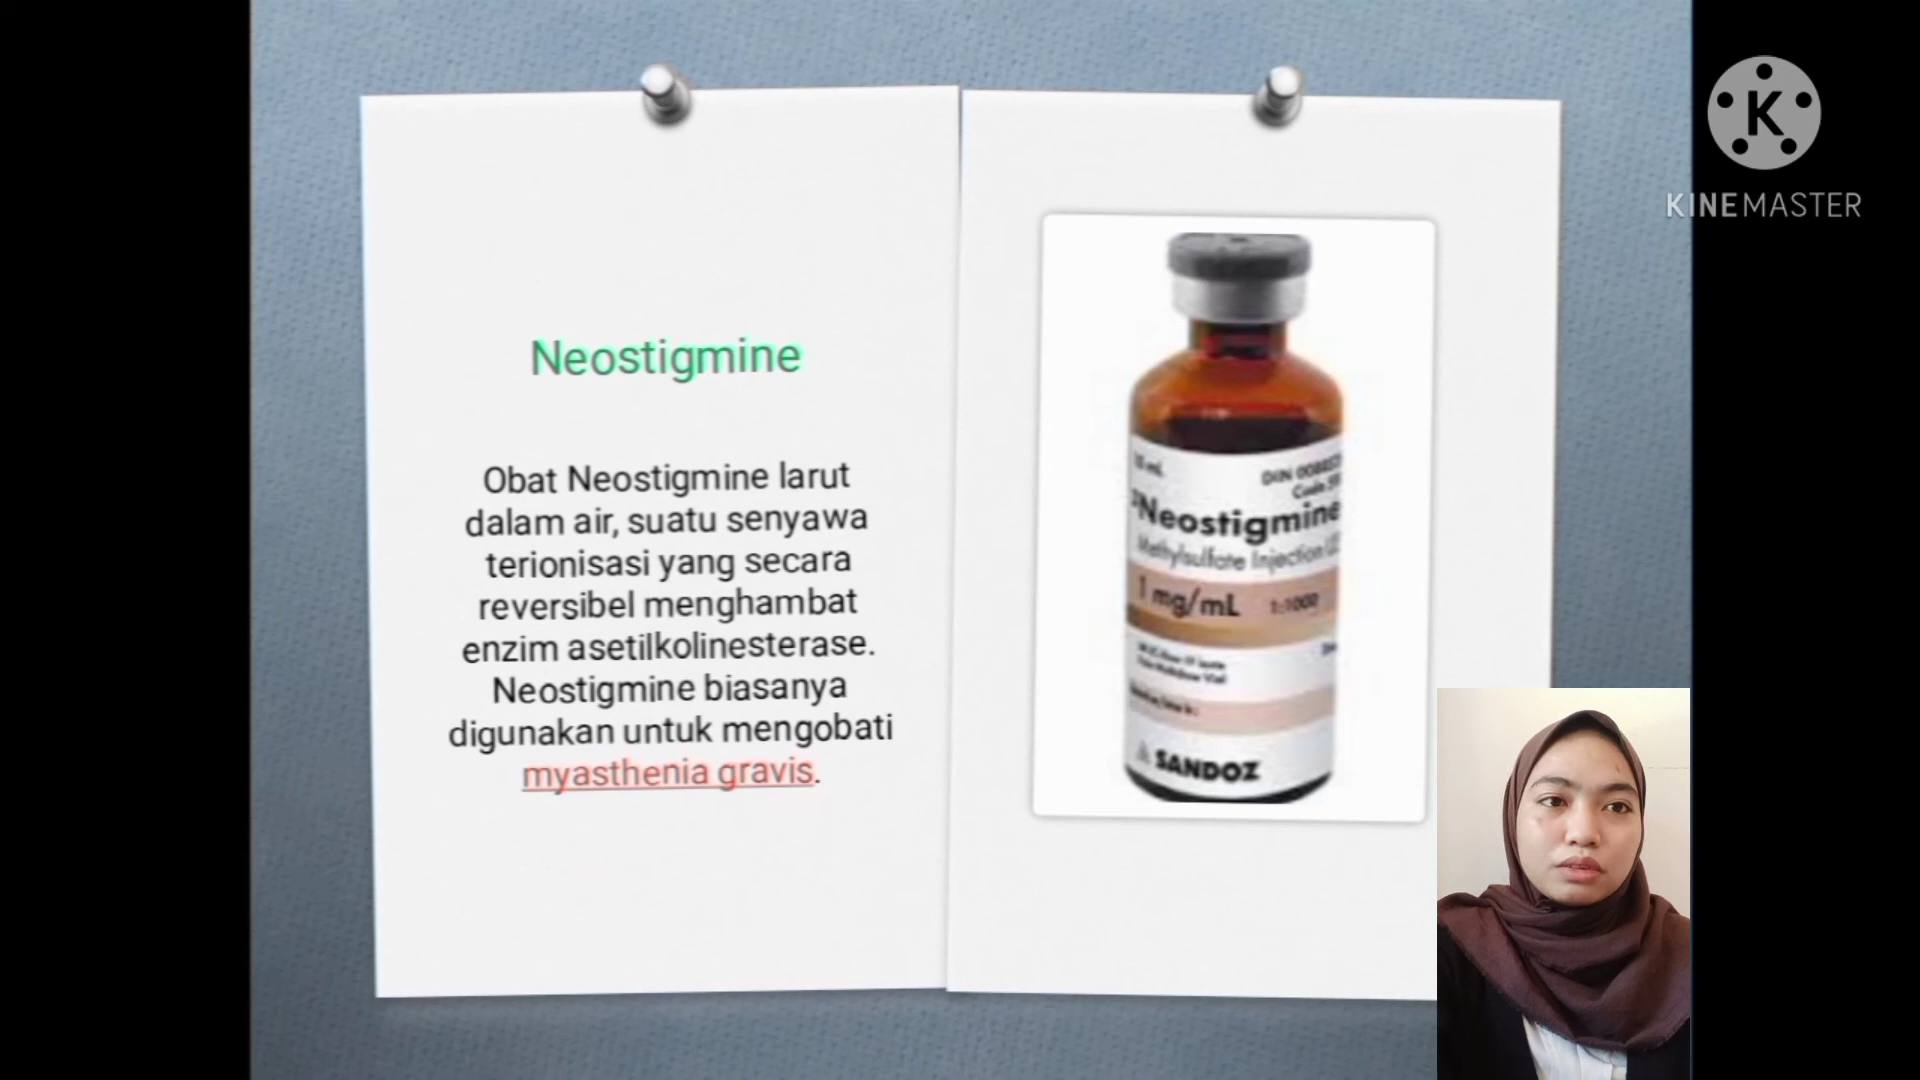 Neostigmine
Obat Neostigmine larut
dalam air, suatu senyawa
terionisasi yang secara
reversibel menghambat
enzim asetilkolinesterase.
Neostigmine biasanya
digunakan untuk mengobati
myasthenia gravis.
DIN
Neostigmine
Methylsulfate Injection
1 mg/mL 1:1000
SANDOZ
K
KINEMASTER